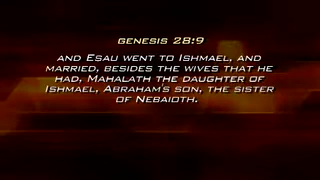 GENESIS 28:9
AND ESAU WENT TO ISHMAEL, AND
MARRIED, BESIDES THE WIVES THAT HE
HAD, MAHALATH THE DAUGHTER OF
ISHMAEL, ABRAHAM'S SON, THE SISTER
OF NEBAIOTH.